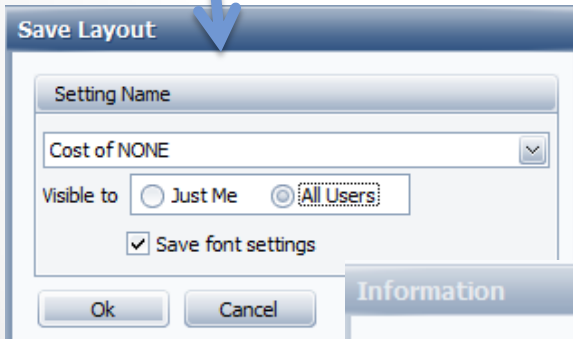 Save Layout
Setting Name
Cost of NONE
Visible to Just Me All Users
Save font settings
Ok Cancel
Information